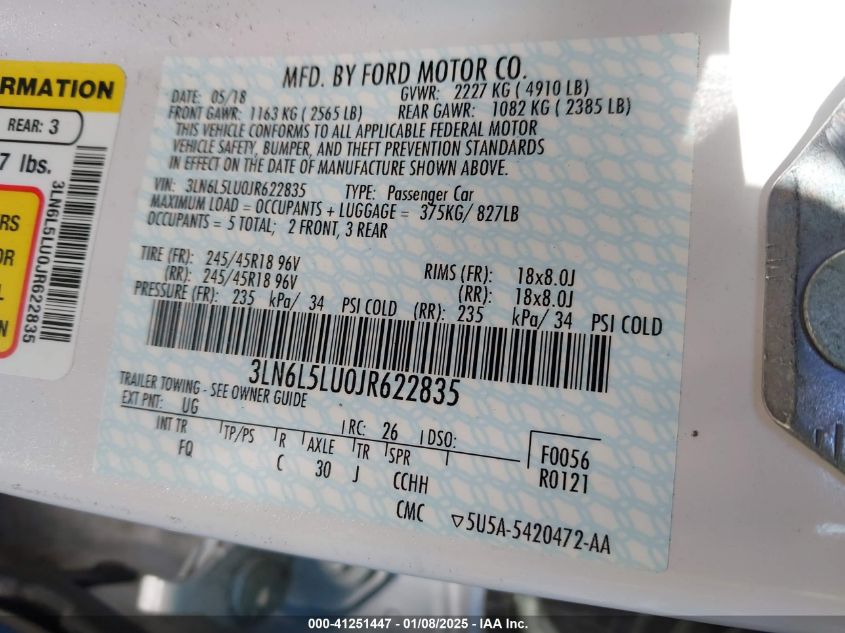 RMATION
REAR: 3
7 lbs.
RS
OR
L
N
3LN6L5LU0JR622835
MFD. BY FORD MOTOR CO.
DATE: 05/18 GVWR: 2227 KG ( 4910 LB)
FRONT GAWR: 1163 KG ( 2565 LB) REAR GAWR: 1082 KG ( 2385 LB)
THIS VEHICLE CONFORMS TO ALL APPLICABLE FEDERAL MOTOR
VEHICLE SAFETY, BUMPER, AND THEFT PREVENTION STANDARDS
IN EFFECT ON THE DATE OF MANUFACTURE SHOWN ABOVE.
VIN: 3LN6L5LU0JR622835 TYPE: Passenger Car
MAXIMUM LOAD = OCCUPANTS + LUGGAGE = 375KG/ 827LB
OCCUPANTS = 5 TOTAL; 2 FRONT, 3 REAR
TIRE (FR): 245/45R18 96V RIMS (FR): 18x8.0J
(RR): 245/45R18 96V (RR): 18x8.0J
PRESSURE (FR): 235 kPa/ 34 PSI COLD (RR): 235 kPa/ 34 PSI COLD
3LN6L5LU0JR622835
TRAILER TOWING - SEE OWNER GUIDE
EXT PNT: UG RC: 26 DSO: F0056
INT TR TP/PS R AXLE TR SPR R0121
FQ C 30 J CCHH
CMC ▽5U5A-5420472-AA
000-41251447 - 01/08/2025 - IAA Inc.